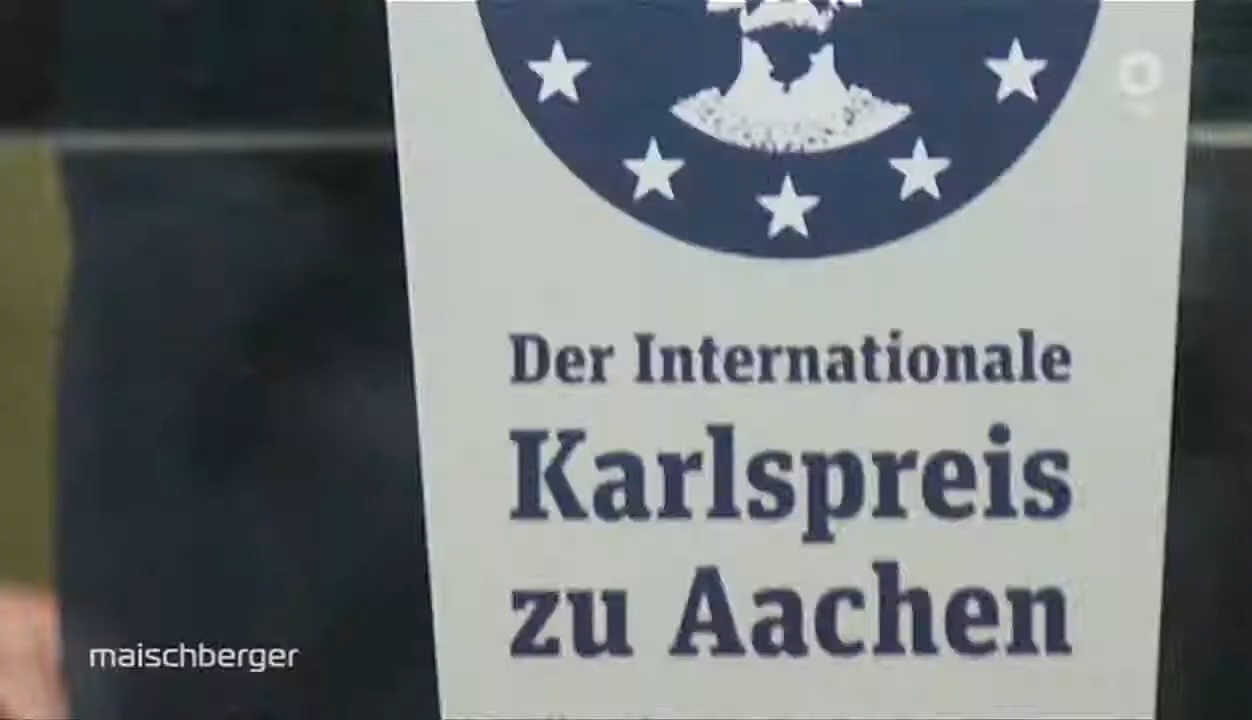 Der Internationale
Karlspreis
zu Aachen
maischberger